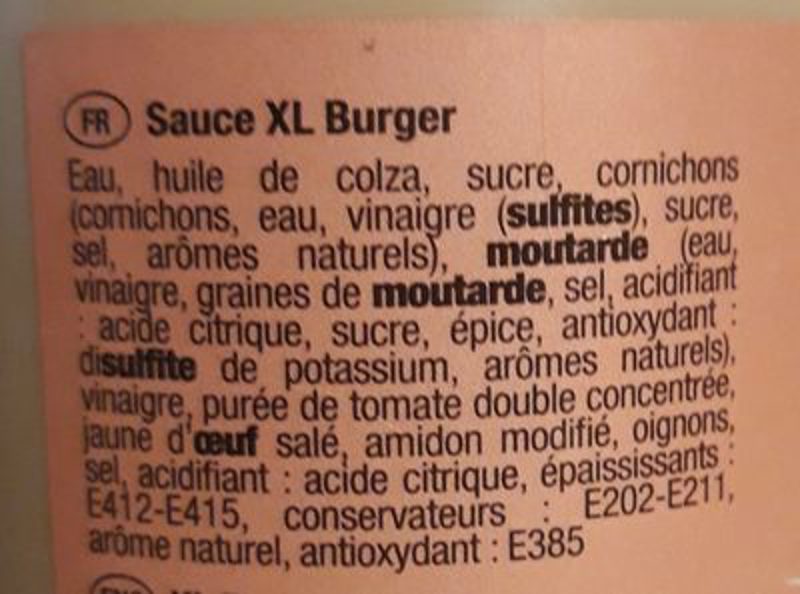 FR Sauce XL Burger
Eau, huile de colza, sucre, cornichons
(cornichons, eau, vinaigre (sulfites), sucre,
sel, arômes naturels), moutarde (eau,
vinaigre, graines de moutarde, sel, acidifiant
: acide citrique, sucre, épice, antioxydant :
disulfite de potassium, arômes naturels),
vinaigre, purée de tomate double concentrée,
jaune d'œuf salé, amidon modifié, oignons,
sel, acidifiant : acide citrique, épaississants :
E412-E415, conservateurs : E202-E211,
arôme naturel, antioxydant : E385